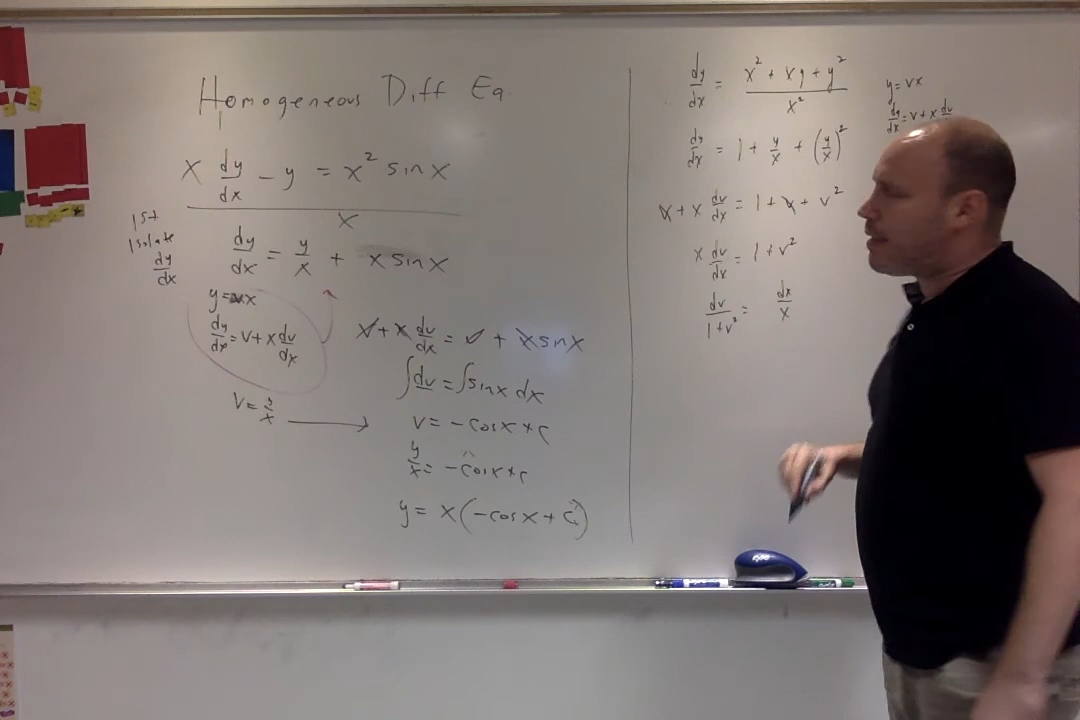 Homogeneous Diff Eq.
x dy/dx - y = x² sin x
x
1st
Isolate
dy/dx
dy/dx = y/x + x sin x
y = vx
dy/dx = v + x dv/dx
v = y/x
v + x dv/dx = v + x sin x
∫dv = ∫sin x dx
v = -cos x + c
y/x = -cos x + c
y = x(-cos x + c)
dy/dx = x² + xy + y² / x²
y = vx
dy/dx = v + x dv
dy/dx = 1 + y/x + (y/x)²
v + x dv/dx = 1 + v + v²
x dv/dx = 1 + v²
dv/1+v² = dx/x